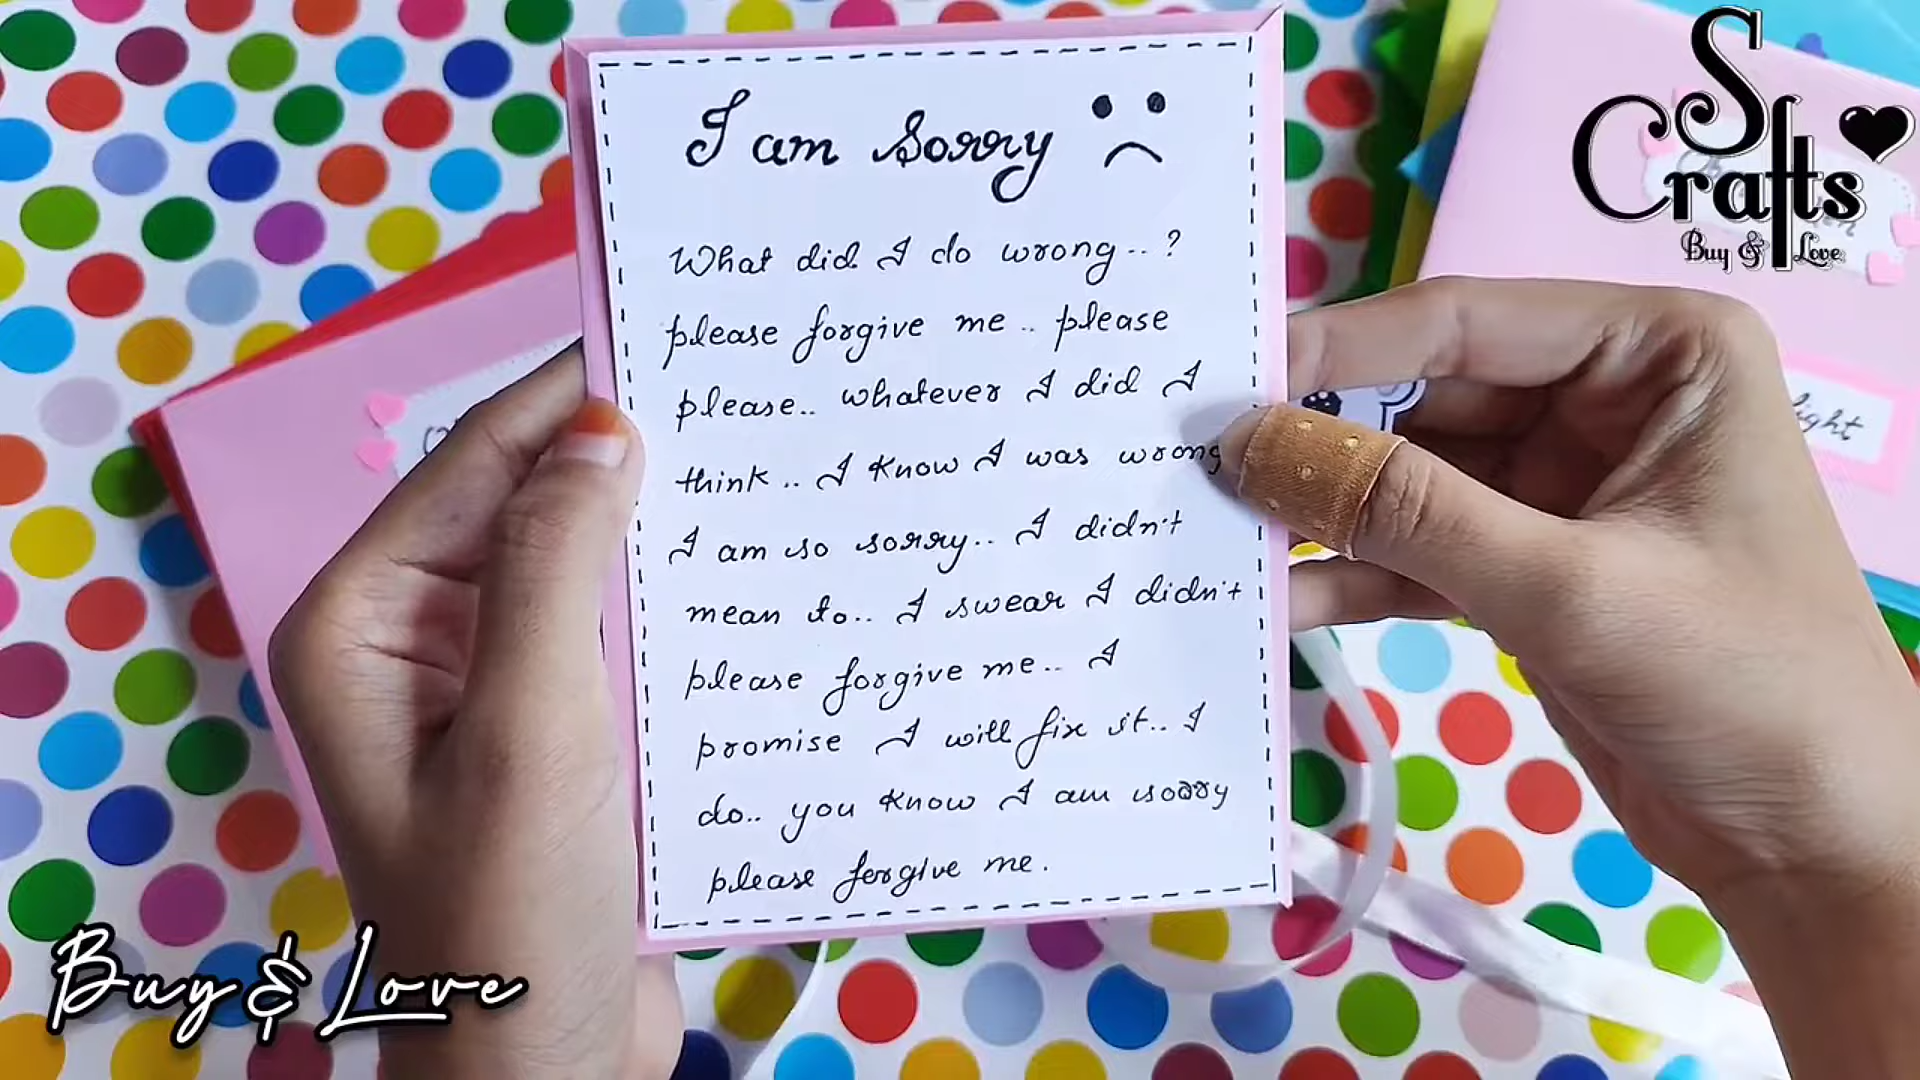 I am sorry
What did I do wrong..?
please forgive me.. please
please.. whatever I did I
think.. I know I was wrong
I am so sorry.. I didn't
mean to.. I swear I didn't
please forgive me.. I
promise I will fix it.. I
do.. you know I am sorry
please forgive me.
S Crafts
Buy & Love
ight
Buy & Love